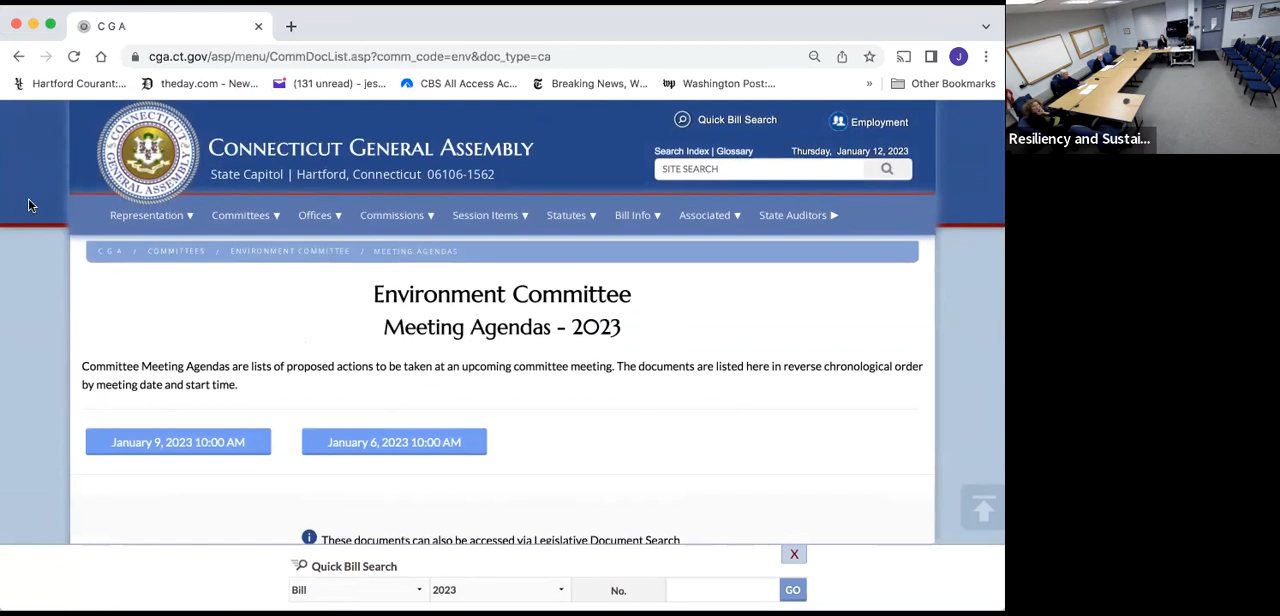 C G A
cga.ct.gov/asp/menu/CommDocList.asp?comm_code=env&doc_type=ca
J
Hartford Courant:...
theday.com - New...
(131 unread) - jes...
CBS All Access Ac...
Breaking News, W...
Washington Post:...
»
Other Bookmarks
CONNECTICUT GENERAL ASSEMBLY
CONNECTICUT GENERAL ASSEMBLY
State Capitol | Hartford, Connecticut 06106-1562
Quick Bill Search
Employment
Search Index | Glossary
Thursday, January 12, 2023
SITE SEARCH
Representation ▼ Committees ▼ Offices ▼ Commissions ▼ Session Items ▼ Statutes ▼ Bill Info ▼ Associated ▼ State Auditors ▶
C G A / COMMITTEES / ENVIRONMENT COMMITTEE / MEETING AGENDAS
Environment Committee
Meeting Agendas - 2023
Committee Meeting Agendas are lists of proposed actions to be taken at an upcoming committee meeting. The documents are listed here in reverse chronological order
by meeting date and start time.
January 9, 2023 10:00 AM
January 6, 2023 10:00 AM
These documents can also be accessed via Legislative Document Search
X
Quick Bill Search
Bill
2023
No.
GO
Resiliency and Sustai...